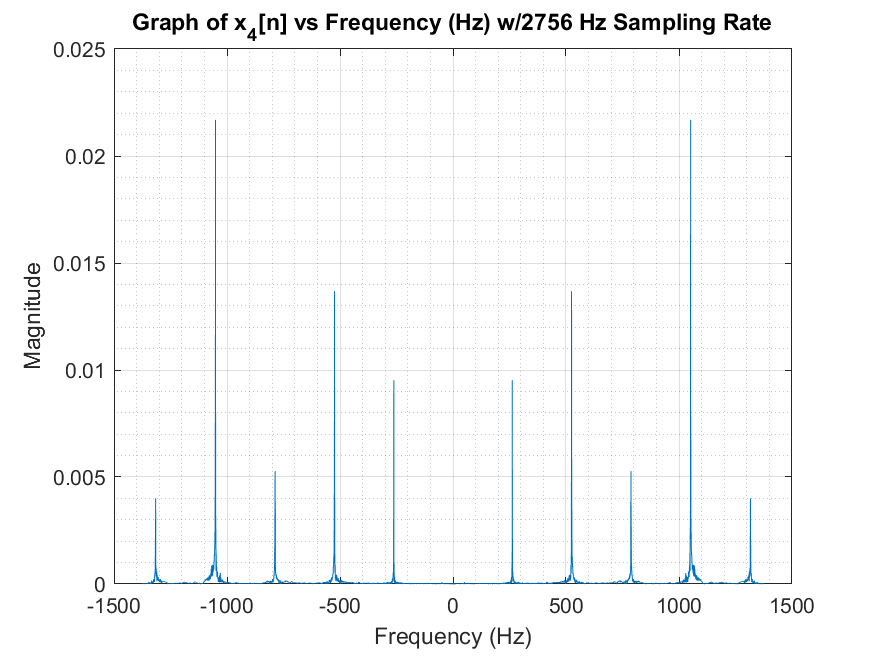 Graph of x4[n] vs Frequency (Hz) w/2756 Hz Sampling Rate
0.025
0.02
0.015
0.01
0.005
0
Magnitude
-1500 -1000 -500 0 500 1000 1500
Frequency (Hz)